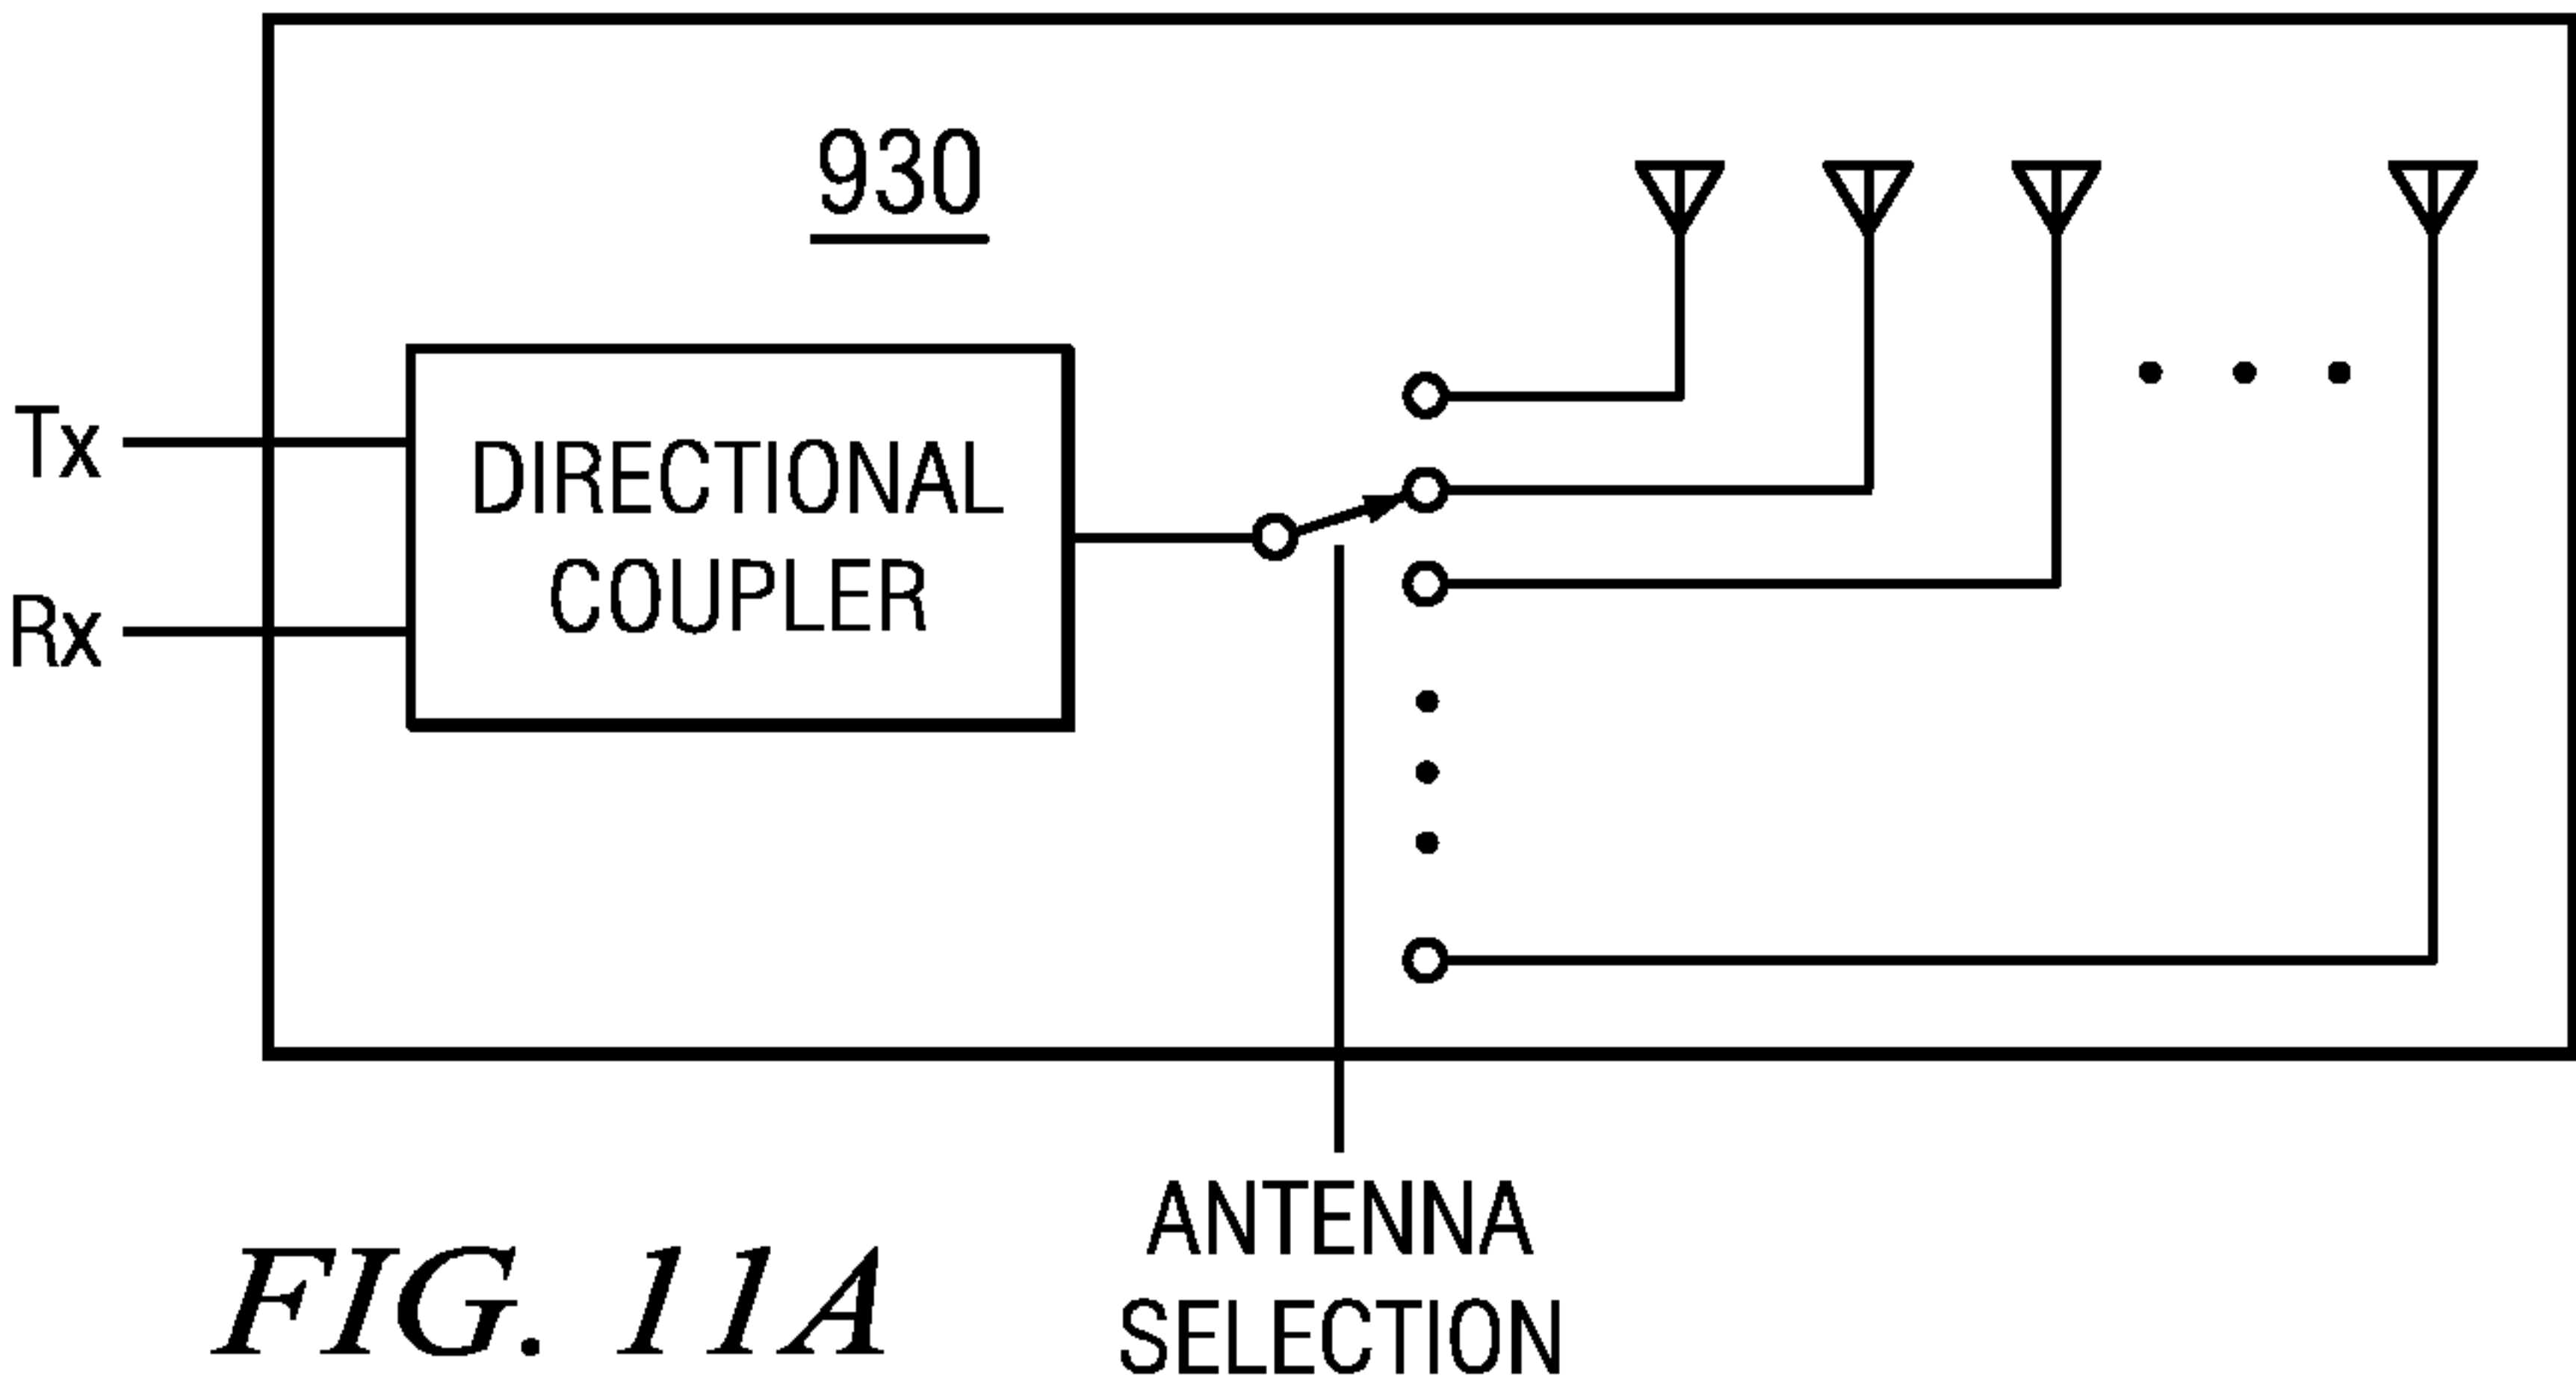 930
Tx
DIRECTIONAL
COUPLER
Rx
ANTENNA
SELECTION
FIG. 11A